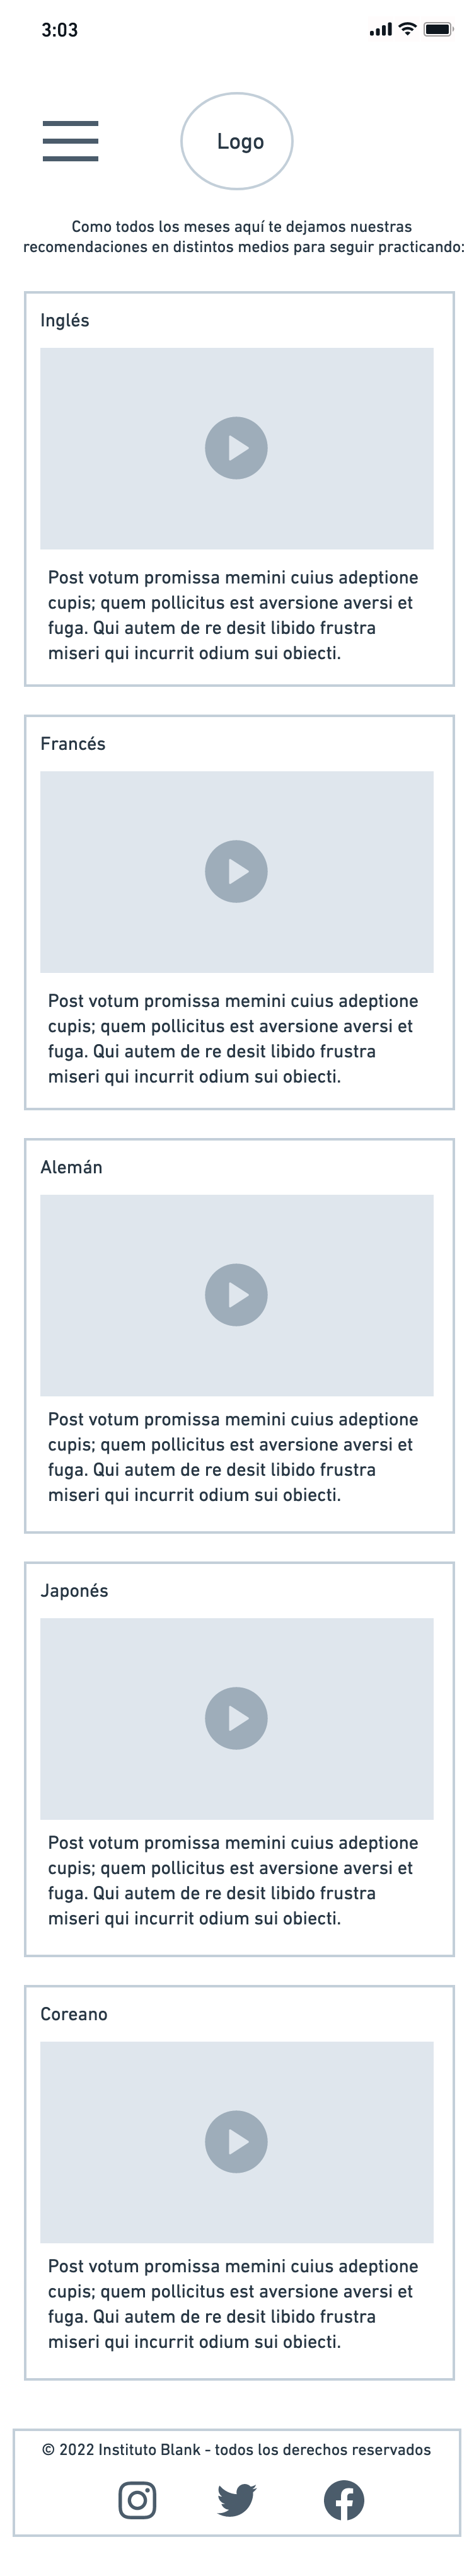 3:03
Logo
Como todos los meses aquí te dejamos nuestras
recomendaciones en distintos medios para seguir practicando:
Inglés
Post votum promissa memini cuius adeptione
cupis; quem pollicitus est aversione aversi et
fuga. Qui autem de re desit libido frustra
miseri qui incurrit odium sui obiecti.
Francés
Post votum promissa memini cuius adeptione
cupis; quem pollicitus est aversione aversi et
fuga. Qui autem de re desit libido frustra
miseri qui incurrit odium sui obiecti.
Alemán
Post votum promissa memini cuius adeptione
cupis; quem pollicitus est aversione aversi et
fuga. Qui autem de re desit libido frustra
miseri qui incurrit odium sui obiecti.
Japonés
Post votum promissa memini cuius adeptione
cupis; quem pollicitus est aversione aversi et
fuga. Qui autem de re desit libido frustra
miseri qui incurrit odium sui obiecti.
Coreano
Post votum promissa memini cuius adeptione
cupis; quem pollicitus est aversione aversi et
fuga. Qui autem de re desit libido frustra
miseri qui incurrit odium sui obiecti.
© 2022 Instituto Blank - todos los derechos reservados